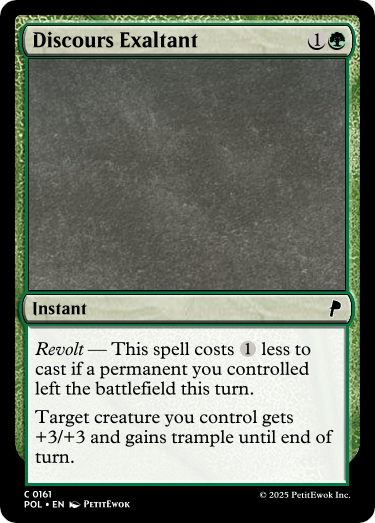 Discours Exaltant 1
Instant
Revolt — This spell costs 1 less to
cast if a permanent you controlled
left the battlefield this turn.
Target creature you control gets
+3/+3 and gains trample until end of
turn.
C 0161
POL • EN PetitEwok
© 2025 PetitEwok Inc.